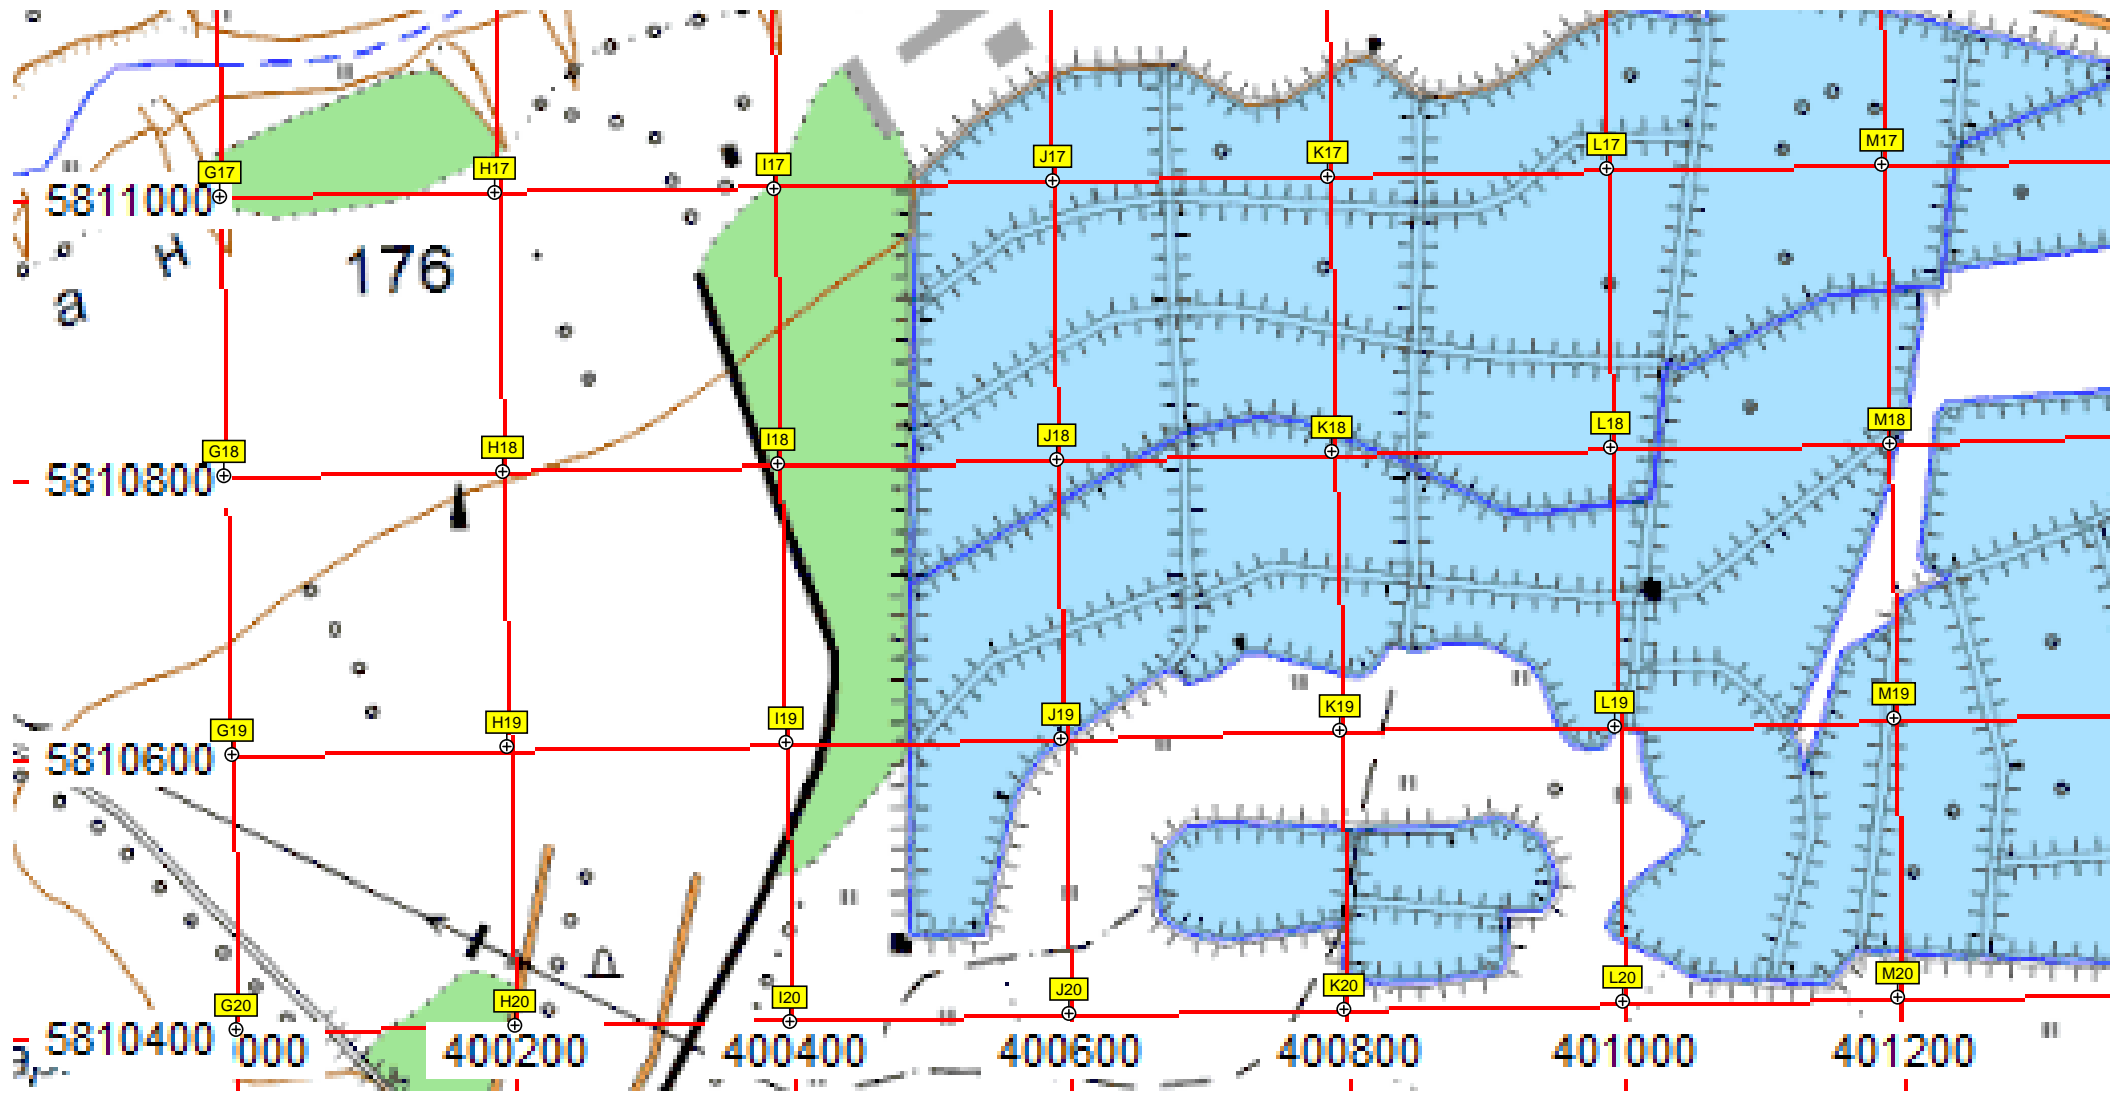 G17 H17 I17 J17 K17 L17 M17
5811000
н
176
а
G18 H18 I18 J18 K18 L18 M18
5810800
G19 H19 I19 J19 K19 L19 M19
5810600
G20 H20 I20 J20 K20 L20 M20
5810400
000 400200 400400 400600 400800 401000 401200